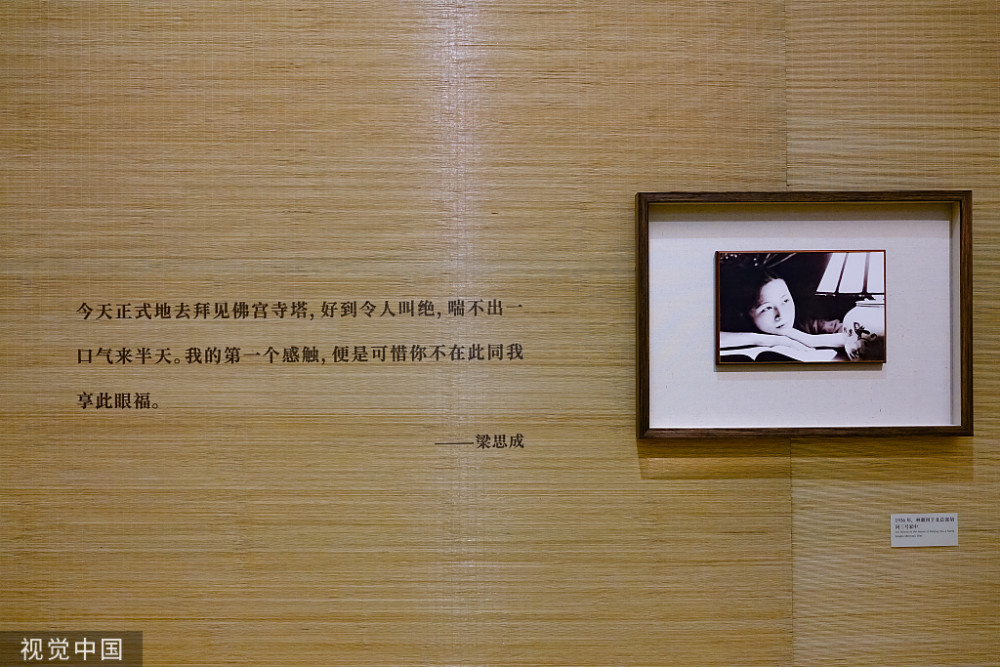 今天正式地去拜见佛宫寺塔，好到令人叫绝，喘不出一
口气来半天。我的第一个感触，便是可惜你不在此同我
享此眼福。
——梁思成
视觉中国